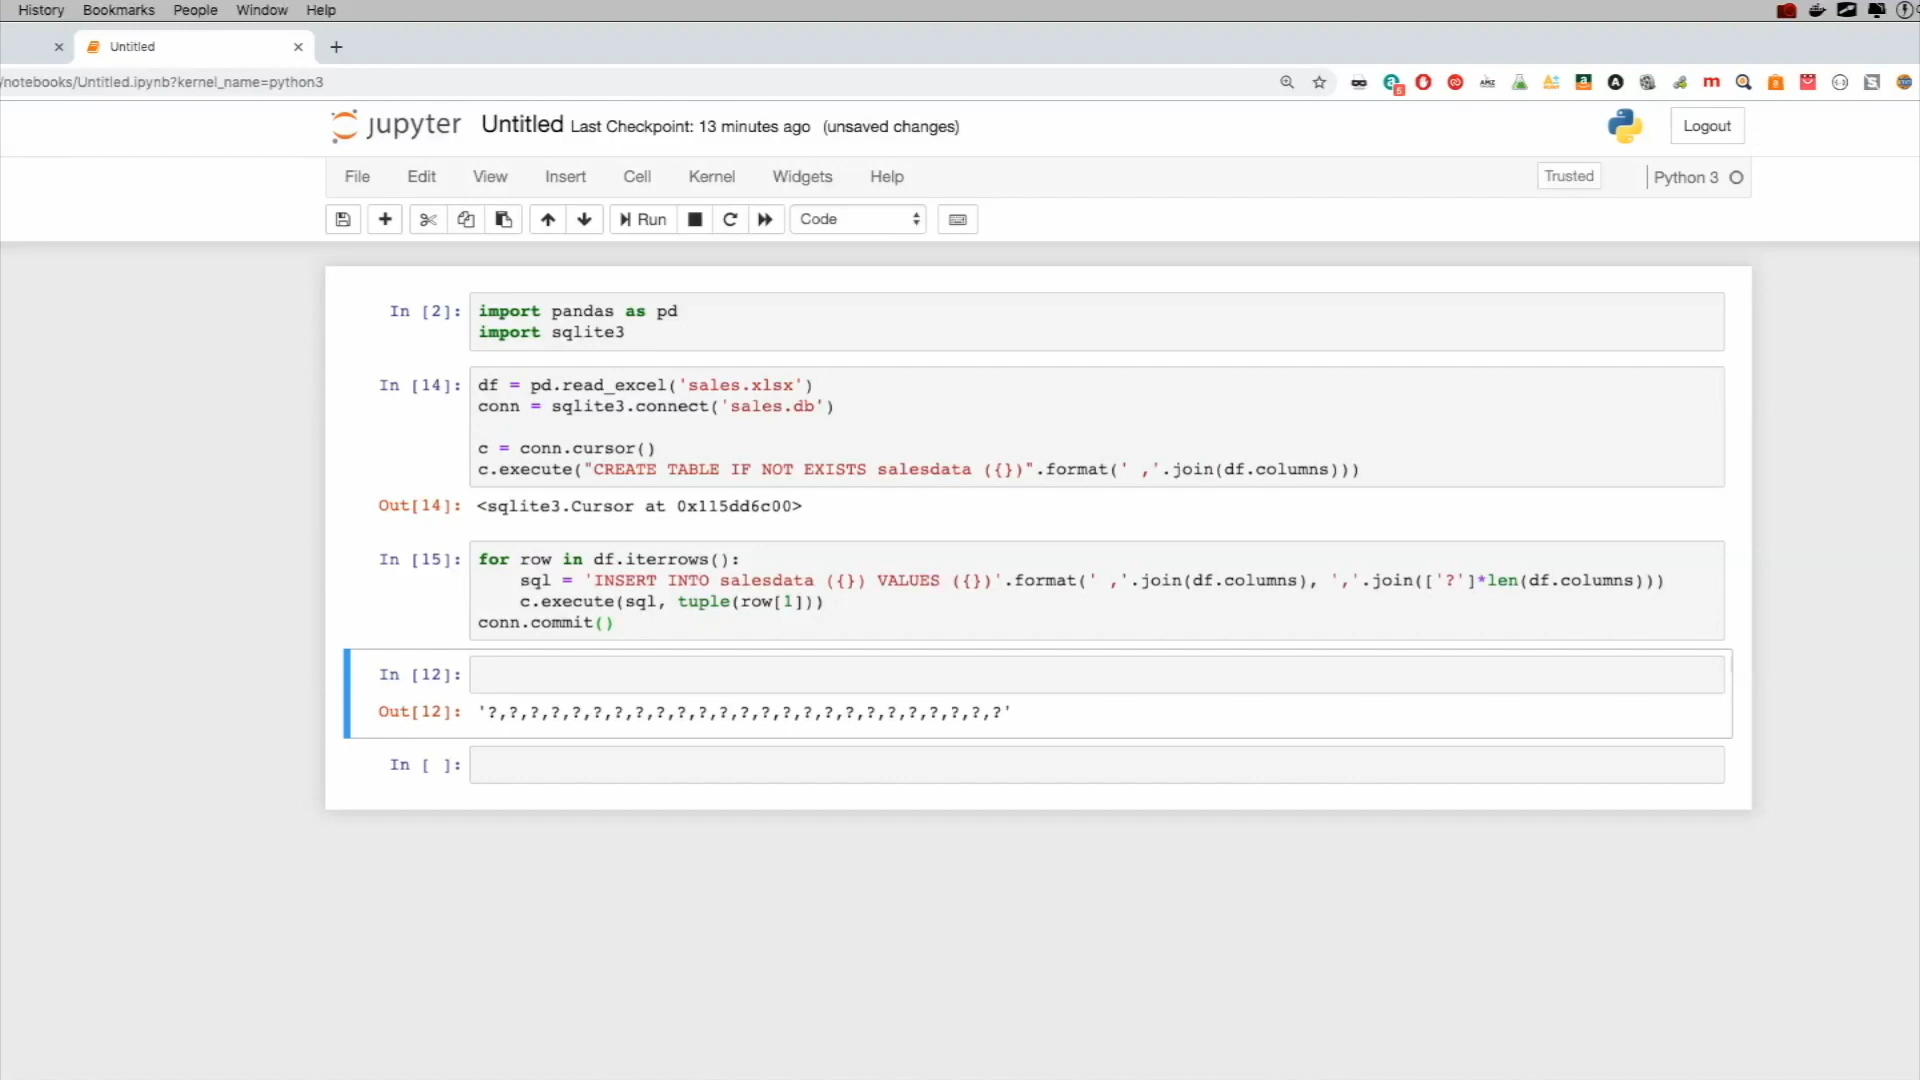 History Bookmarks People Window Help
Untitled
/notebooks/Untitled.ipynb?kernel_name=python3
jupyter Untitled Last Checkpoint: 13 minutes ago (unsaved changes) Logout
File Edit View Insert Cell Kernel Widgets Help Trusted Python 3
Run Code
In [2]: import pandas as pd
import sqlite3
In [14]: df = pd.read_excel('sales.xlsx')
conn = sqlite3.connect('sales.db')
c = conn.cursor()
c.execute("CREATE TABLE IF NOT EXISTS salesdata ({})".format(' ,'.join(df.columns)))
Out[14]: <sqlite3.Cursor at 0x115dd6c00>
In [15]: for row in df.iterrows():
sql = 'INSERT INTO salesdata ({}) VALUES ({})'.format(' ,'.join(df.columns), ','.join(['?']*len(df.columns)))
c.execute(sql, tuple(row[1]))
conn.commit()
In [12]:
Out[12]: '?,?,?,?,?,?,?,?,?,?,?,?,?,?,?,?,?,?,?,?,?,?,?,?,?'
In [ ]: